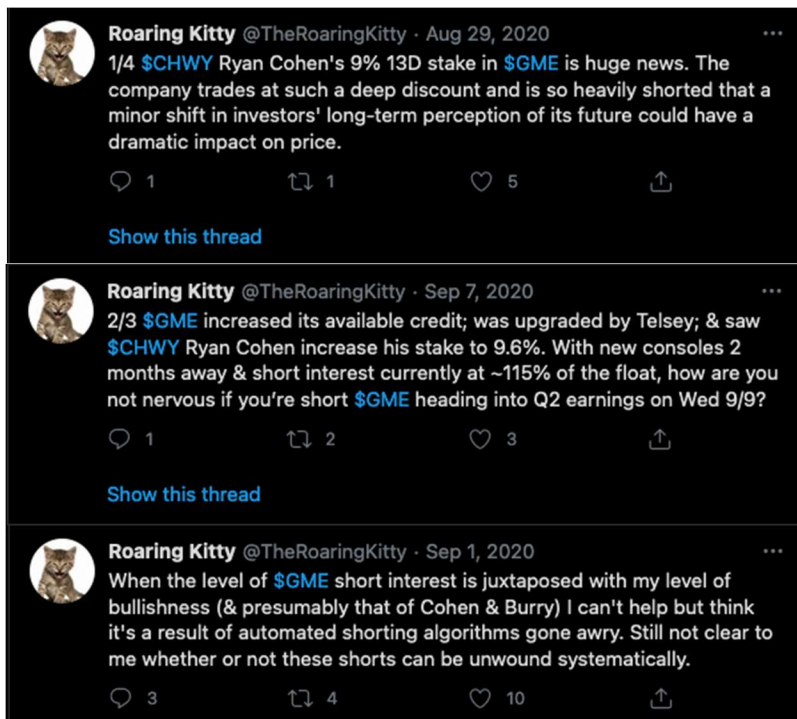 Roaring Kitty @TheRoaringKitty · Aug 29, 2020
1/4 $CHWY Ryan Cohen's 9% 13D stake in $GME is huge news. The
company trades at such a deep discount and is so heavily shorted that a
minor shift in investors' long-term perception of its future could have a
dramatic impact on price.
1 1 5
Show this thread
Roaring Kitty @TheRoaringKitty · Sep 7, 2020
2/3 $GME increased its available credit; was upgraded by Telsey; & saw
$CHWY Ryan Cohen increase his stake to 9.6%. With new consoles 2
months away & short interest currently at ~115% of the float, how are you
not nervous if you’re short $GME heading into Q2 earnings on Wed 9/9?
1 2 3
Show this thread
Roaring Kitty @TheRoaringKitty · Sep 1, 2020
When the level of $GME short interest is juxtaposed with my level of
bullishness (& presumably that of Cohen & Burry) I can't help but think
it's a result of automated shorting algorithms gone awry. Still not clear to
me whether or not these shorts can be unwound systematically.
3 4 10